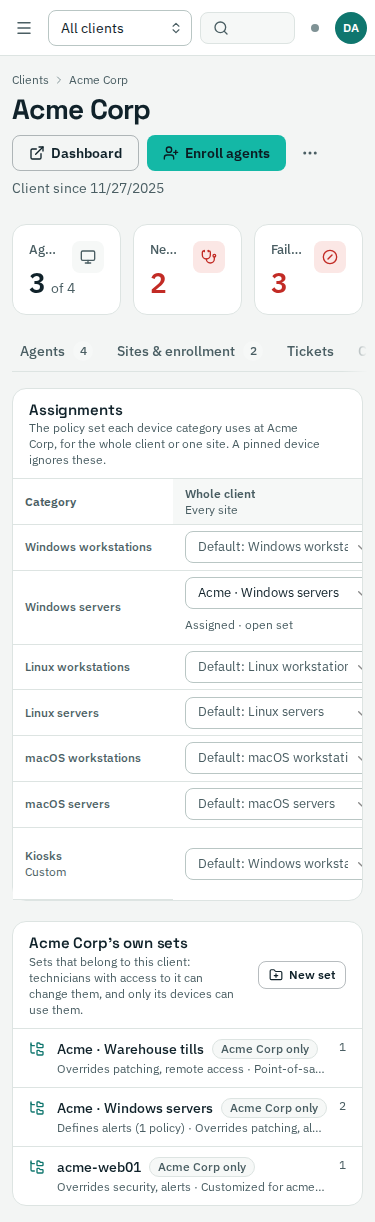 All clients
DA
Clients
Acme Corp
Acme Corp
Dashboard
Enroll agents
Client since 11/27/2025
Ag...
3 of 4
Ne...
2
Fail...
3
Agents 4
Sites & enrollment 2
Tickets
Assignments
The policy set each device category uses at Acme
Corp, for the whole client or one site. A pinned device
ignores these.
Category
Whole client
Every site
Windows workstations
Default: Windows worksta
Windows servers
Acme · Windows servers
Assigned · open set
Linux workstations
Default: Linux workstation
Linux servers
Default: Linux servers
macOS workstations
Default: macOS workstati
macOS servers
Default: macOS servers
Kiosks
Custom
Default: Windows worksta
Acme Corp's own sets
Sets that belong to this client:
technicians with access to it can
change them, and only its devices can
use them.
New set
Acme · Warehouse tills Acme Corp only 1
Overrides patching, remote access · Point-of-sa...
Acme · Windows servers Acme Corp only 2
Defines alerts (1 policy) · Overrides patching, al...
acme-web01 Acme Corp only 1
Overrides security, alerts · Customized for acme...